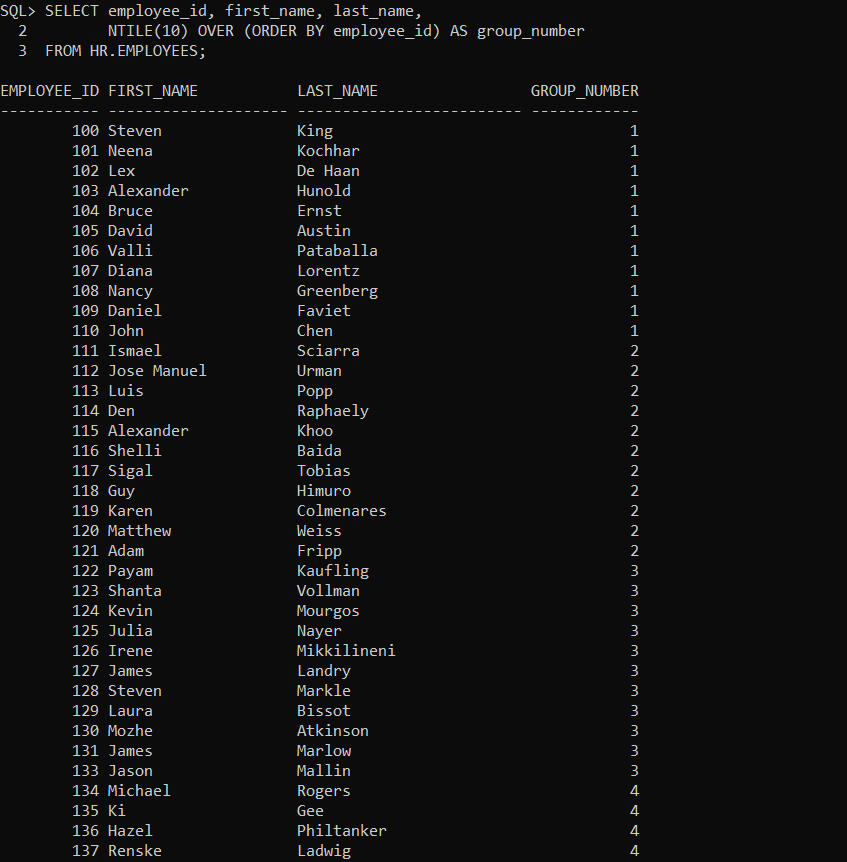 SQL> SELECT employee_id, first_name, last_name,
  2         NTILE(10) OVER (ORDER BY employee_id) AS group_number
  3  FROM HR.EMPLOYEES;

EMPLOYEE_ID FIRST_NAME           LAST_NAME                 GROUP_NUMBER
----------- -------------------- ------------------------- ------------
        100 Steven               King                                 1
        101 Neena                Kochhar                              1
        102 Lex                  De Haan                              1
        103 Alexander            Hunold                               1
        104 Bruce                Ernst                                1
        105 David                Austin                               1
        106 Valli                Pataballa                            1
        107 Diana                Lorentz                              1
        108 Nancy                Greenberg                            1
        109 Daniel               Faviet                               1
        110 John                 Chen                                 1
        111 Ismael               Sciarra                              2
        112 Jose Manuel          Urman                                2
        113 Luis                 Popp                                 2
        114 Den                  Raphaely                             2
        115 Alexander            Khoo                                 2
        116 Shelli               Baida                                2
        117 Sigal                Tobias                               2
        118 Guy                  Himuro                               2
        119 Karen                Colmenares                           2
        120 Matthew              Weiss                                2
        121 Adam                 Fripp                                2
        122 Payam                Kaufling                             3
        123 Shanta               Vollman                              3
        124 Kevin                Mourgos                              3
        125 Julia                Nayer                                3
        126 Irene                Mikkilineni                          3
        127 James                Landry                               3
        128 Steven               Markle                               3
        129 Laura                Bissot                               3
        130 Mozhe                Atkinson                             3
        131 James                Marlow                               3
        133 Jason                Mallin                               3
        134 Michael              Rogers                               4
        135 Ki                   Gee                                  4
        136 Hazel                Philtanker                           4
        137 Renske               Ladwig                               4